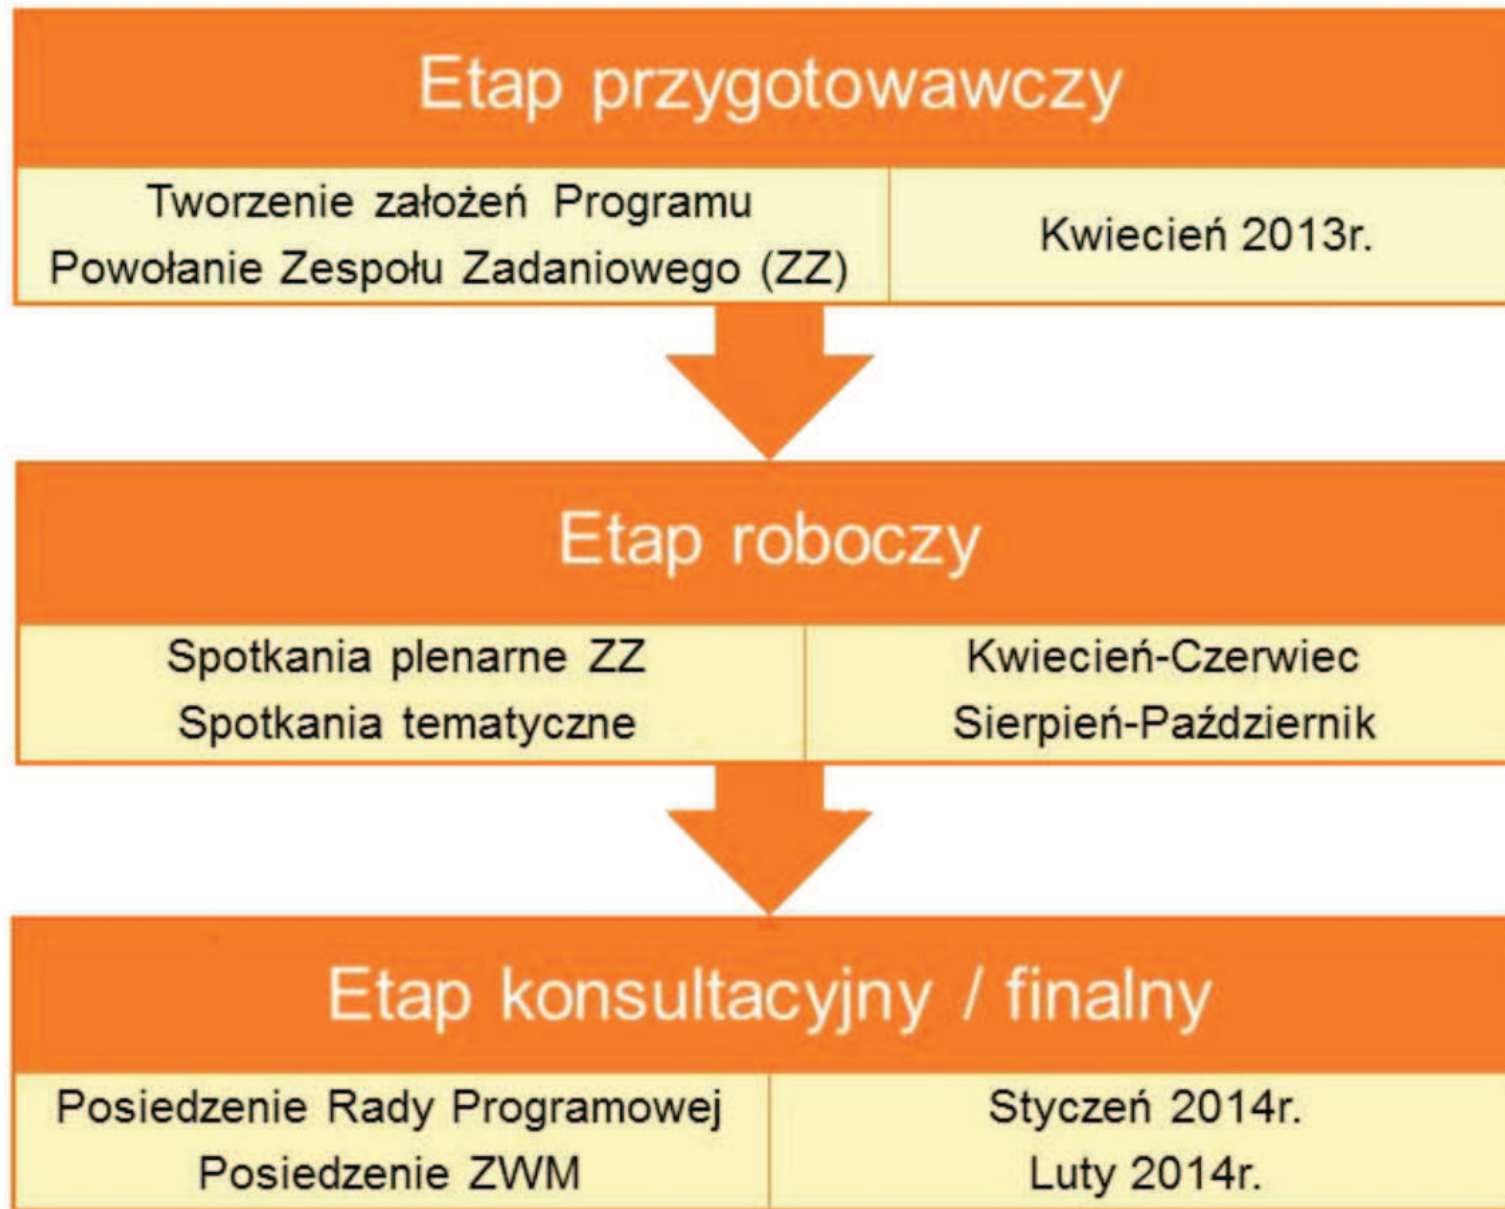 Etap przygotowawczy
Tworzenie założeń Programu
Powołanie Zespołu Zadaniowego (ZZ)
Kwiecień 2013r.
Etap roboczy
Spotkania plenarne ZZ
Spotkania tematyczne
Kwiecień-Czerwiec
Sierpień-Październik
Etap konsultacyjny / finalny
Posiedzenie Rady Programowej
Posiedzenie ZWM
Styczeń 2014r.
Luty 2014r.